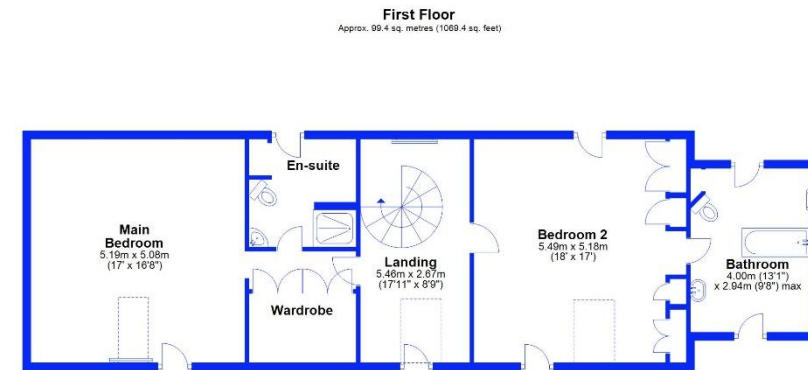 First Floor
Approx. 99.4 sq. metres (1069.4 sq. feet)
En-suite
Main
Bedroom
5.19m x 5.08m
(17' x 16'8")
Landing
5.46m x 2.67m
(17'11" x 8'9")
Wardrobe
Bedroom 2
5.49m x 5.18m
(18' x 17')
Bathroom
4.00m (13'1")
x 2.94m (9'8") max